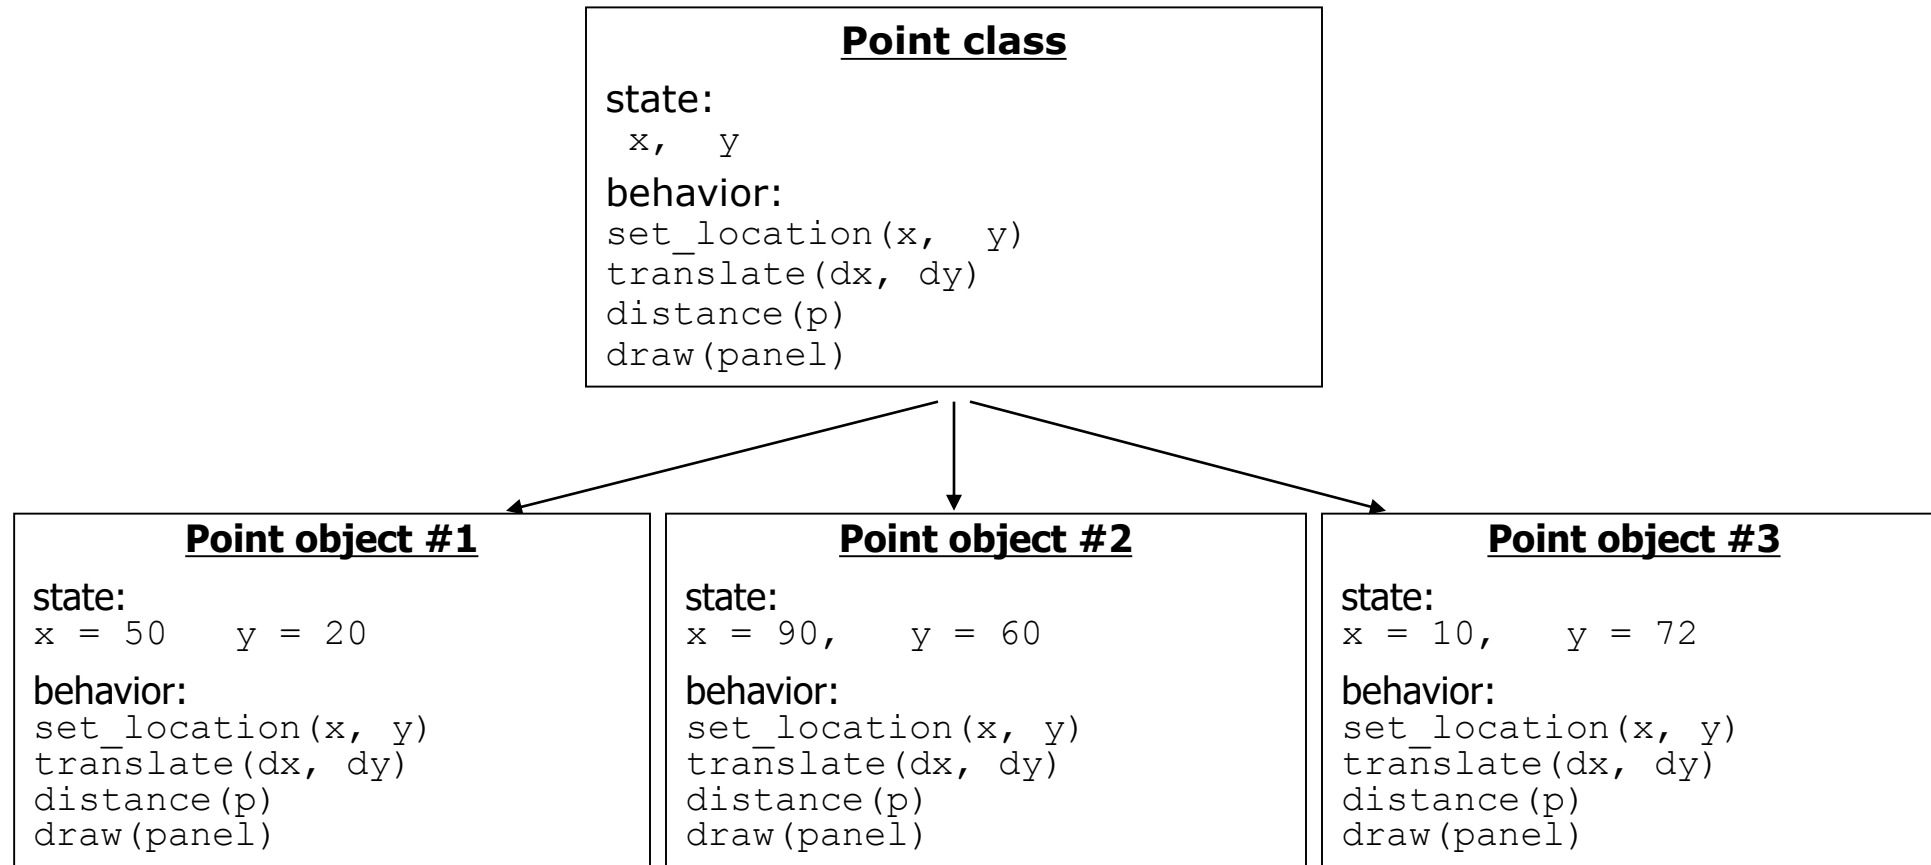 Point class
state:
x,  y
behavior:
set_location(x,  y)
translate(dx, dy)
distance(p)
draw(panel)
Point object #1
state:
x = 50   y = 20
behavior:
set_location(x, y)
translate(dx, dy)
distance(p)
draw(panel)
Point object #2
state:
x = 90,   y = 60
behavior:
set_location(x, y)
translate(dx, dy)
distance(p)
draw(panel)
Point object #3
state:
x = 10,   y = 72
behavior:
set_location(x, y)
translate(dx, dy)
distance(p)
draw(panel)